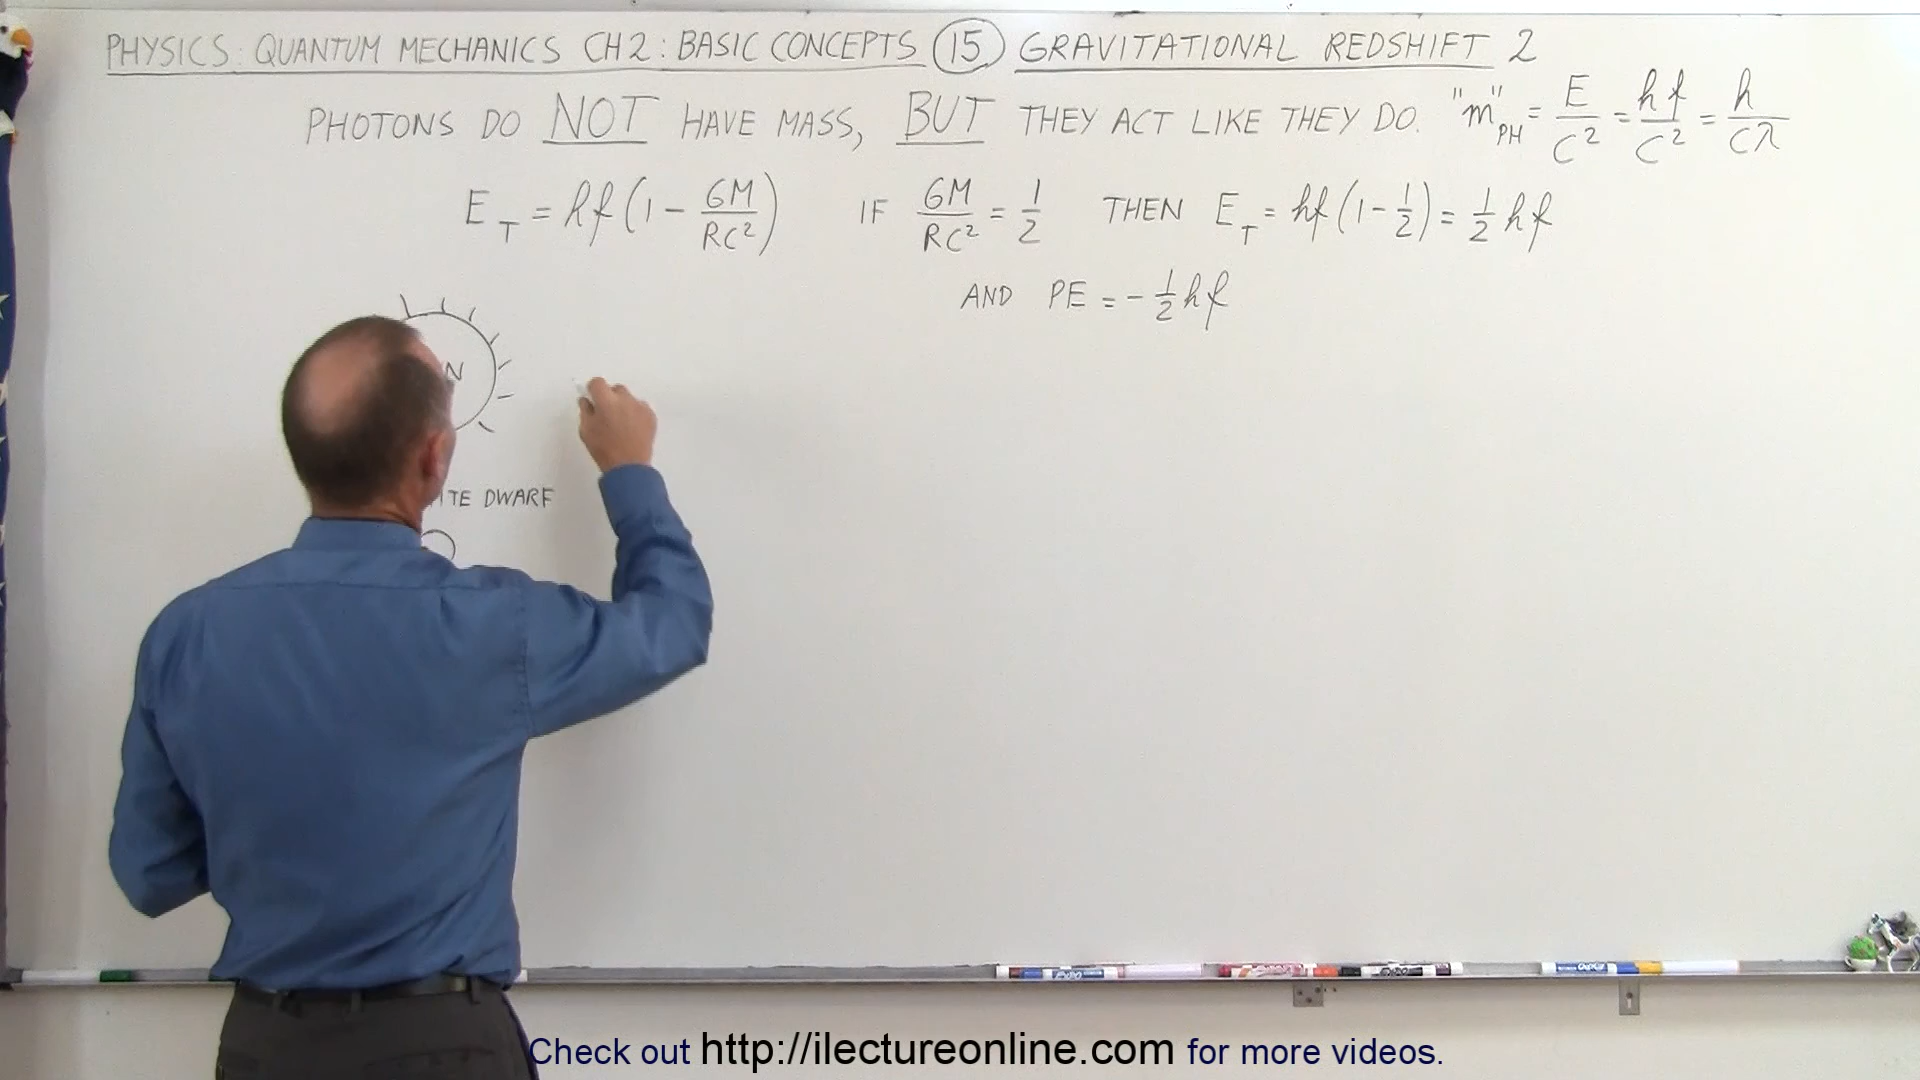 PHYSICS: QUANTUM MECHANICS CH2: BASIC CONCEPTS 15 GRAVITATIONAL REDSHIFT 2
PHOTONS DO NOT HAVE MASS, BUT THEY ACT LIKE THEY DO. "m"PH = E/C² = hf/C² = h/Cλ
ET = hf(1 - GM/RC²) IF GM/RC² = 1/2 THEN ET = hf(1 - 1/2) = 1/2 hf
AND PE = -1/2 hf
N
TE DWARF
Check out http://ilectureonline.com for more videos.